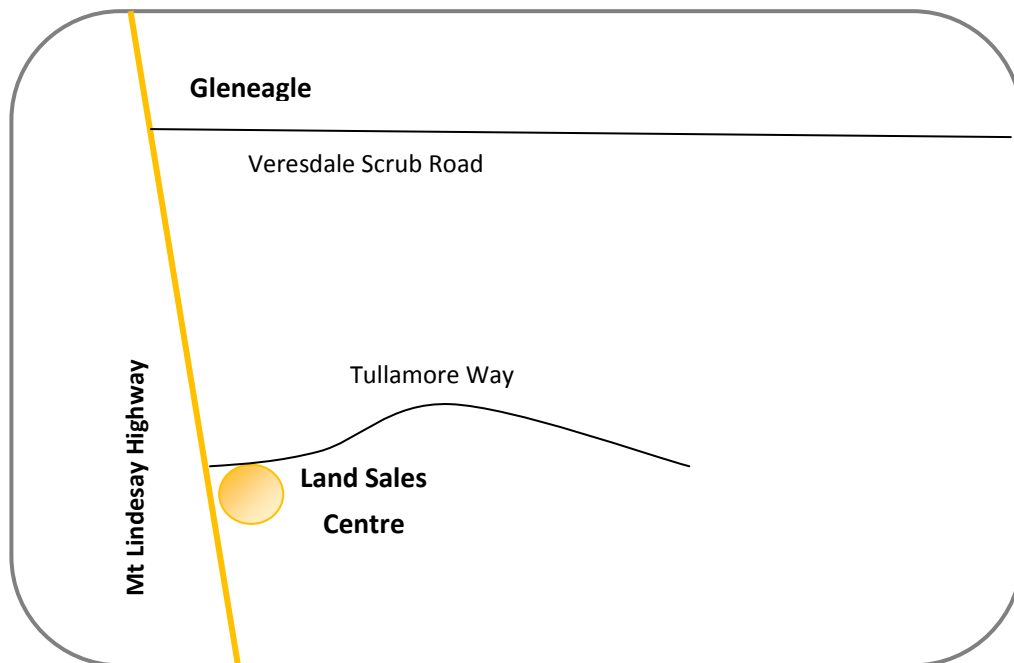 Gleneagle
Veresdale Scrub Road
Mt Lindesay Highway
Tullamore Way
Land Sales
Centre